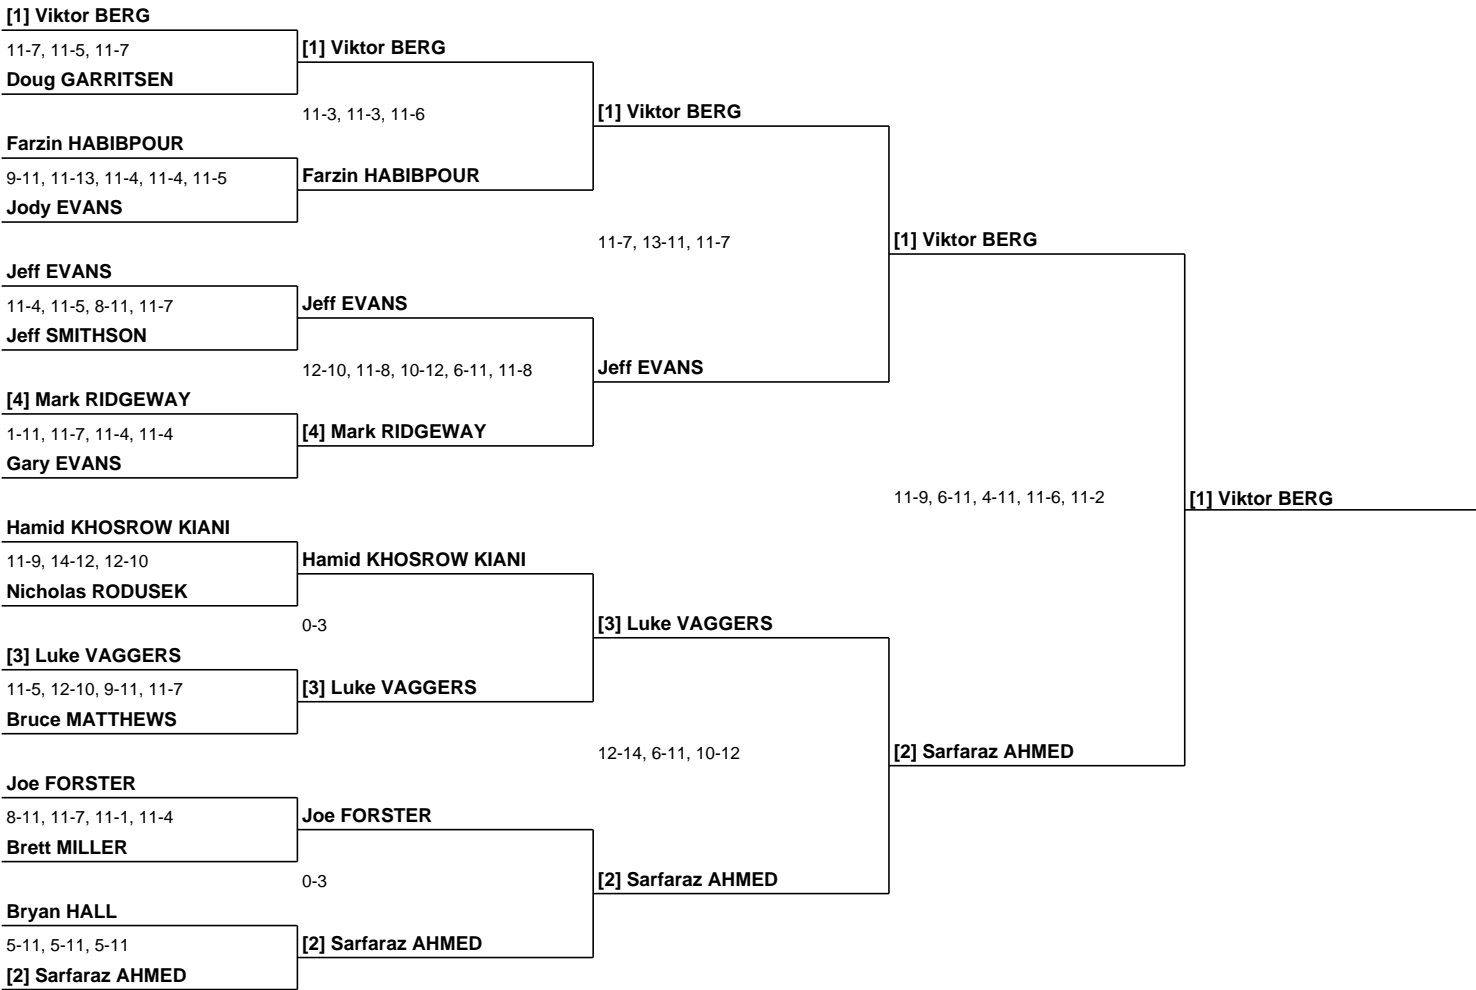 [1] Viktor BERG
11-7, 11-5, 11-7
[1] Viktor BERG
Doug GARRITSEN
11-3, 11-3, 11-6
[1] Viktor BERG
Farzin HABIBPOUR
9-11, 11-13, 11-4, 11-4, 11-5
Farzin HABIBPOUR
Jody EVANS
11-7, 13-11, 11-7
[1] Viktor BERG
Jeff EVANS
11-4, 11-5, 8-11, 11-7
Jeff EVANS
Jeff SMITHSON
12-10, 11-8, 10-12, 6-11, 11-8
Jeff EVANS
[4] Mark RIDGEWAY
1-11, 11-7, 11-4, 11-4
[4] Mark RIDGEWAY
Gary EVANS
11-9, 6-11, 4-11, 11-6, 11-2
[1] Viktor BERG
Hamid KHOSROW KIANI
11-9, 14-12, 12-10
Hamid KHOSROW KIANI
Nicholas RODUSEK
0-3
[3] Luke VAGGERS
[3] Luke VAGGERS
11-5, 12-10, 9-11, 11-7
[3] Luke VAGGERS
Bruce MATTHEWS
12-14, 6-11, 10-12
[2] Sarfaraz AHMED
Joe FORSTER
8-11, 11-7, 11-1, 11-4
Joe FORSTER
Brett MILLER
0-3
[2] Sarfaraz AHMED
Bryan HALL
5-11, 5-11, 5-11
[2] Sarfaraz AHMED
[2] Sarfaraz AHMED